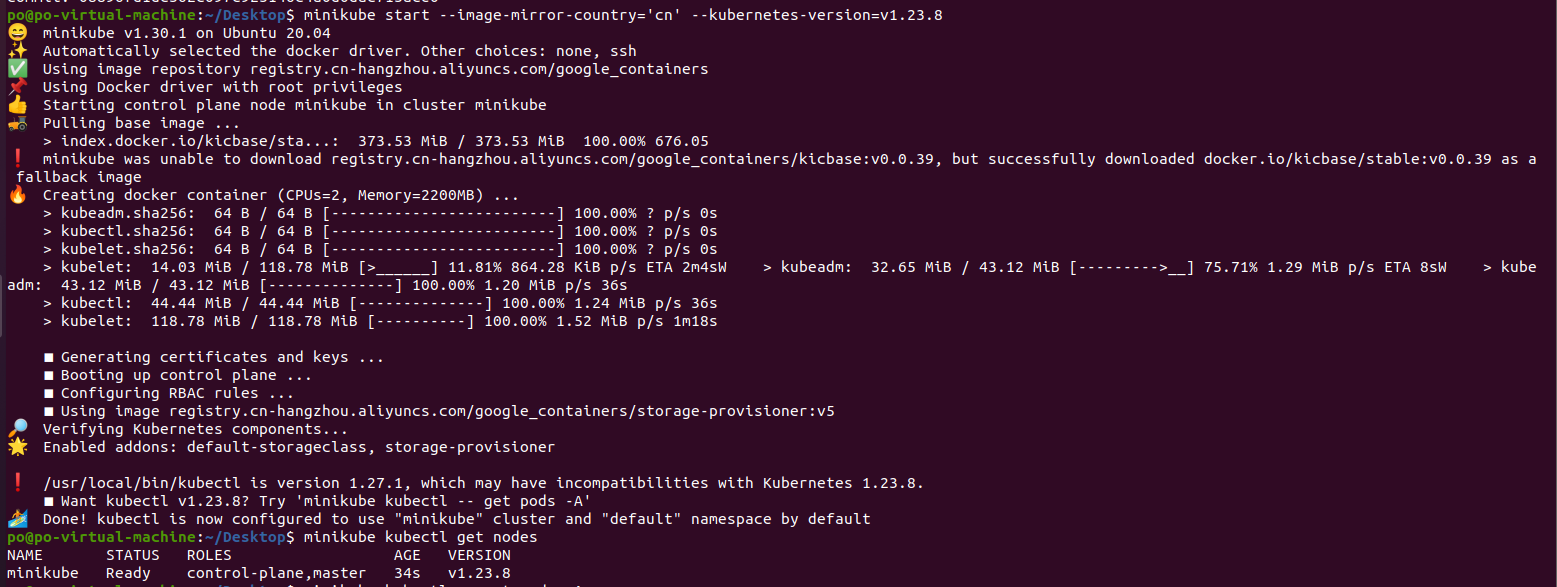 po@po-virtual-machine:~/Desktop$ minikube start --image-mirror-country='cn' --kubernetes-version=v1.23.8
😄  minikube v1.30.1 on Ubuntu 20.04
✨  Automatically selected the docker driver. Other choices: none, ssh
✅  Using image repository registry.cn-hangzhou.aliyuncs.com/google_containers
📌  Using Docker driver with root privileges
👍  Starting control plane node minikube in cluster minikube
🚜  Pulling base image ...
    > index.docker.io/kicbase/sta...:  373.53 MiB / 373.53 MiB  100.00% 676.05
❗  minikube was unable to download registry.cn-hangzhou.aliyuncs.com/google_containers/kicbase:v0.0.39, but successfully downloaded docker.io/kicbase/stable:v0.0.39 as a
 fallback image
🔥  Creating docker container (CPUs=2, Memory=2200MB) ...
    > kubeadm.sha256:  64 B / 64 B [-------------------------] 100.00% ? p/s 0s
    > kubectl.sha256:  64 B / 64 B [-------------------------] 100.00% ? p/s 0s
    > kubelet.sha256:  64 B / 64 B [-------------------------] 100.00% ? p/s 0s
    > kubelet:  14.03 MiB / 118.78 MiB [>______] 11.81% 864.28 KiB p/s ETA 2m4sW    > kubeadm:  32.65 MiB / 43.12 MiB [--------->__] 75.71% 1.29 MiB p/s ETA 8sW    > kube
adm:  43.12 MiB / 43.12 MiB [--------------] 100.00% 1.20 MiB p/s 36s
    > kubectl:  44.44 MiB / 44.44 MiB [--------------] 100.00% 1.24 MiB p/s 36s
    > kubelet:  118.78 MiB / 118.78 MiB [----------] 100.00% 1.52 MiB p/s 1m18s
    ■ Generating certificates and keys ...
    ■ Booting up control plane ...
    ■ Configuring RBAC rules ...
    ■ Using image registry.cn-hangzhou.aliyuncs.com/google_containers/storage-provisioner:v5
🔎  Verifying Kubernetes components...
🌟  Enabled addons: default-storageclass, storage-provisioner
❗  /usr/local/bin/kubectl is version 1.27.1, which may have incompatibilities with Kubernetes 1.23.8.
    ■ Want kubectl v1.23.8? Try 'minikube kubectl -- get pods -A'
🏄  Done! kubectl is now configured to use "minikube" cluster and "default" namespace by default
po@po-virtual-machine:~/Desktop$ minikube kubectl get nodes
NAME       STATUS   ROLES                  AGE   VERSION
minikube   Ready    control-plane,master   34s   v1.23.8